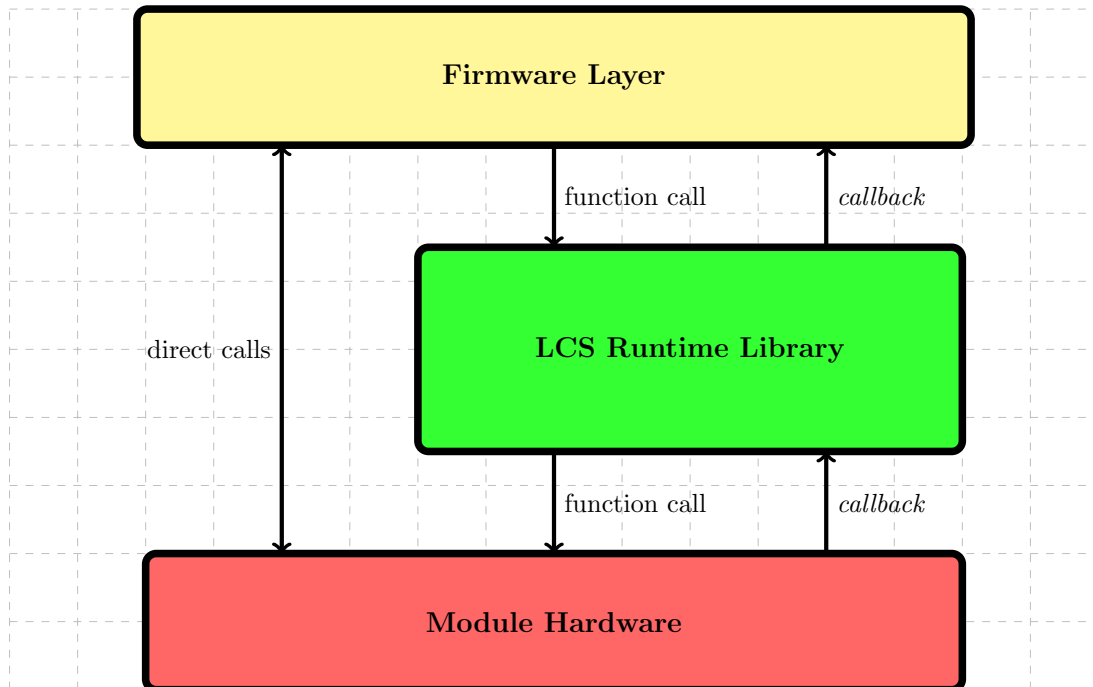 Firmware Layer
function call
callback
direct calls
LCS Runtime Library
function call
callback
Module Hardware